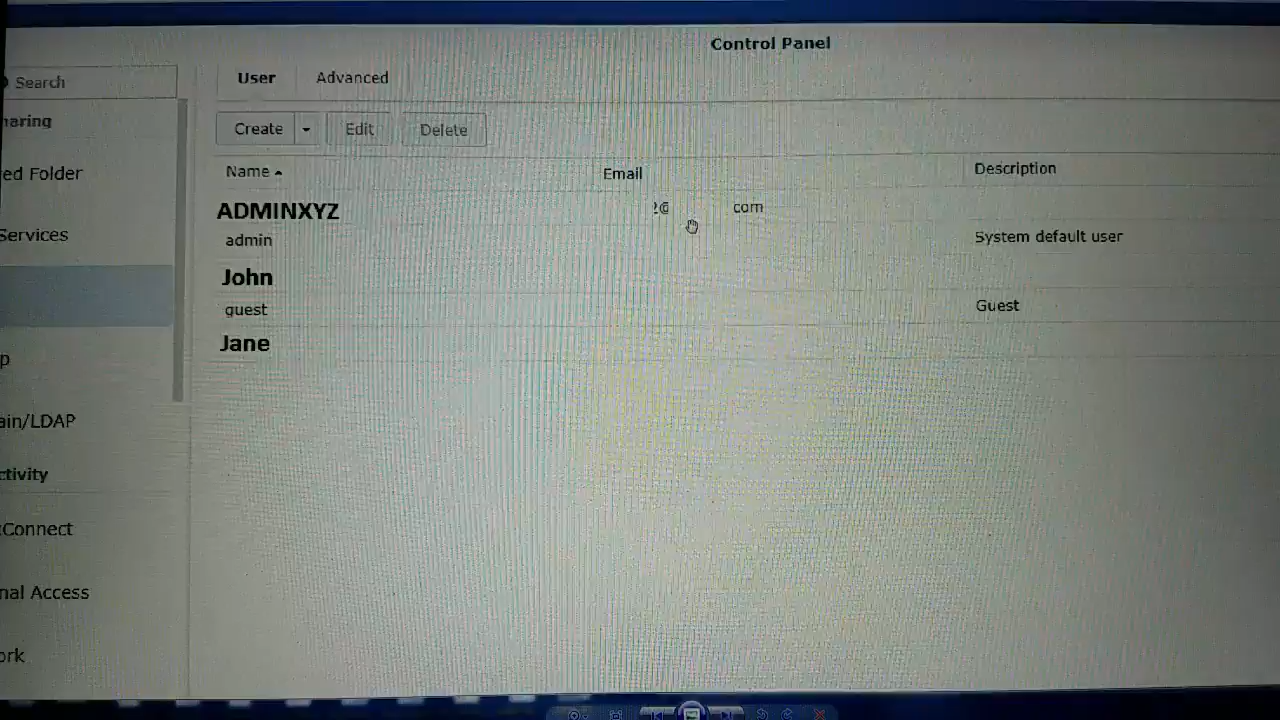 Control Panel
Search
haring
ed Folder
Services
p
ain/LDAP
ctivity
Connect
nal Access
ork
User Advanced
Create Edit Delete
Name Email Description
ADMINXYZ @ com
admin System default user
John
guest Guest
Jane